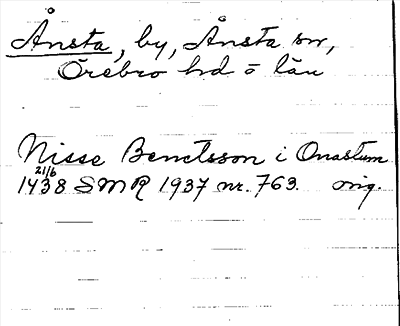 Ånsta, by, Ånsta sn,
Örebro hd o län
Nisse Benctsson i Onastum
21/6
1438 SMR 1937 nr. 763. orig.